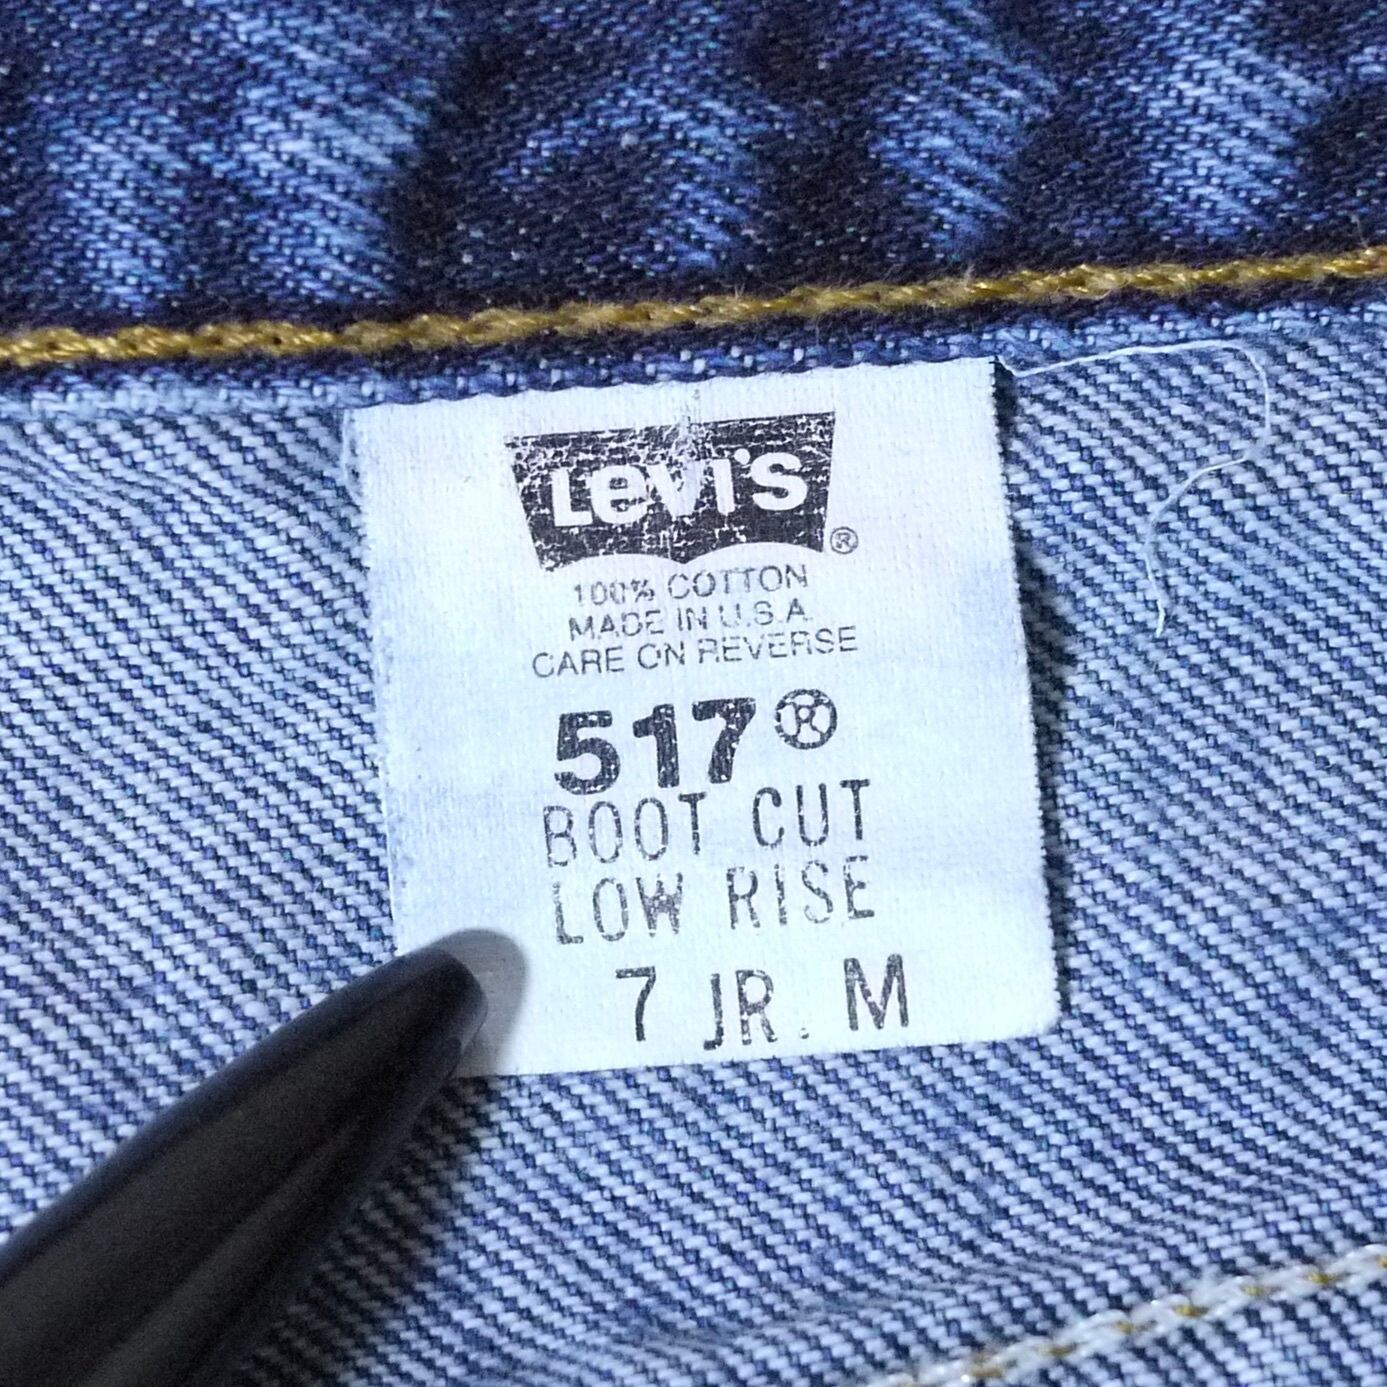 LEVI'S ®
100% COTTON
MADE IN U.S.A.
CARE ON REVERSE
517®
BOOT CUT
LOW RISE
7 JR. M